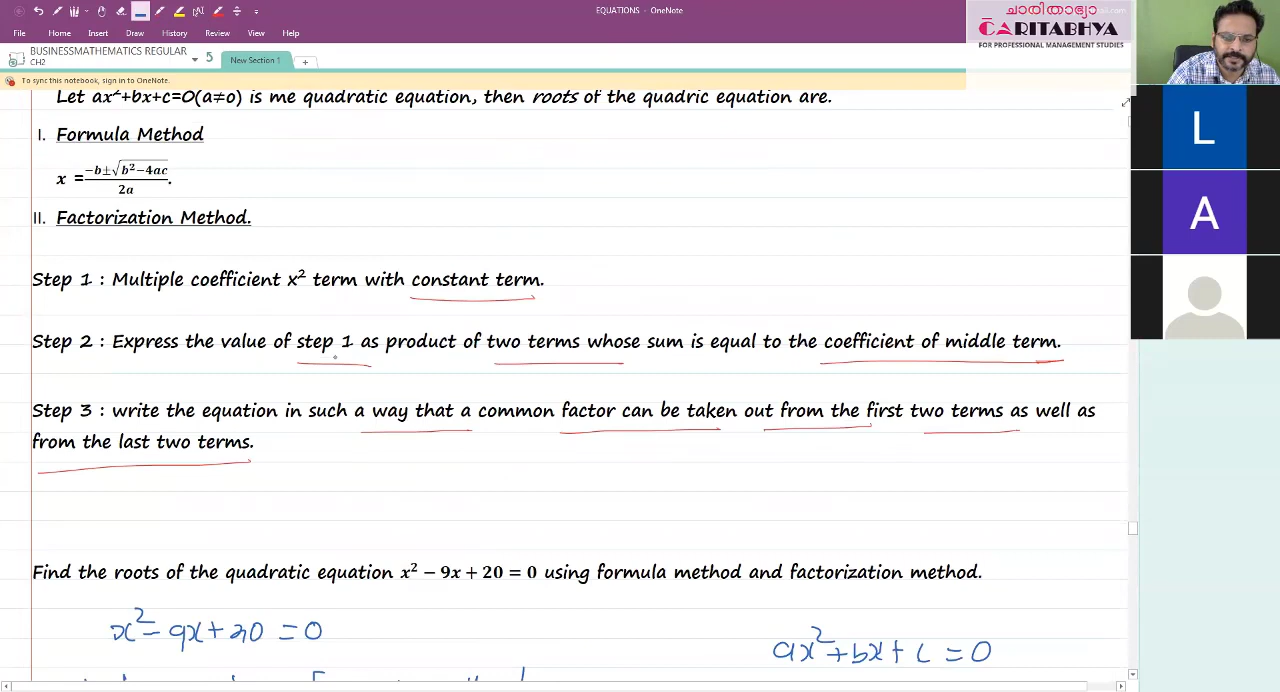 EQUATIONS - OneNote
ചാരിതാഭ്യാ
CARITABHYA
FOR PROFESSIONAL MANAGEMENT STUDIES
File Home Insert Draw History Review View Help
BUSINESSMATHEMATICS REGULAR
CH2
5
New Section 1
To sync this notebook, sign in to OneNote.
Let ax²+bx+c=0(a≠o) is me quadratic equation, then roots of the quadric equation are.
I. Formula Method
x =\frac{-b±\sqrt{b²-4ac}}{2a}.
II. Factorization Method.
Step 1 : Multiple coefficient x² term with constant term.
Step 2 : Express the value of step 1 as product of two terms whose sum is equal to the coefficient of middle term.
Step 3 : write the equation in such a way that a common factor can be taken out from the first two terms as well as
from the last two terms.
Find the roots of the quadratic equation x² − 9x + 20 = 0 using formula method and factorization method.
x² - 9x + 20 = 0
ax² + bx + c = 0
L
A